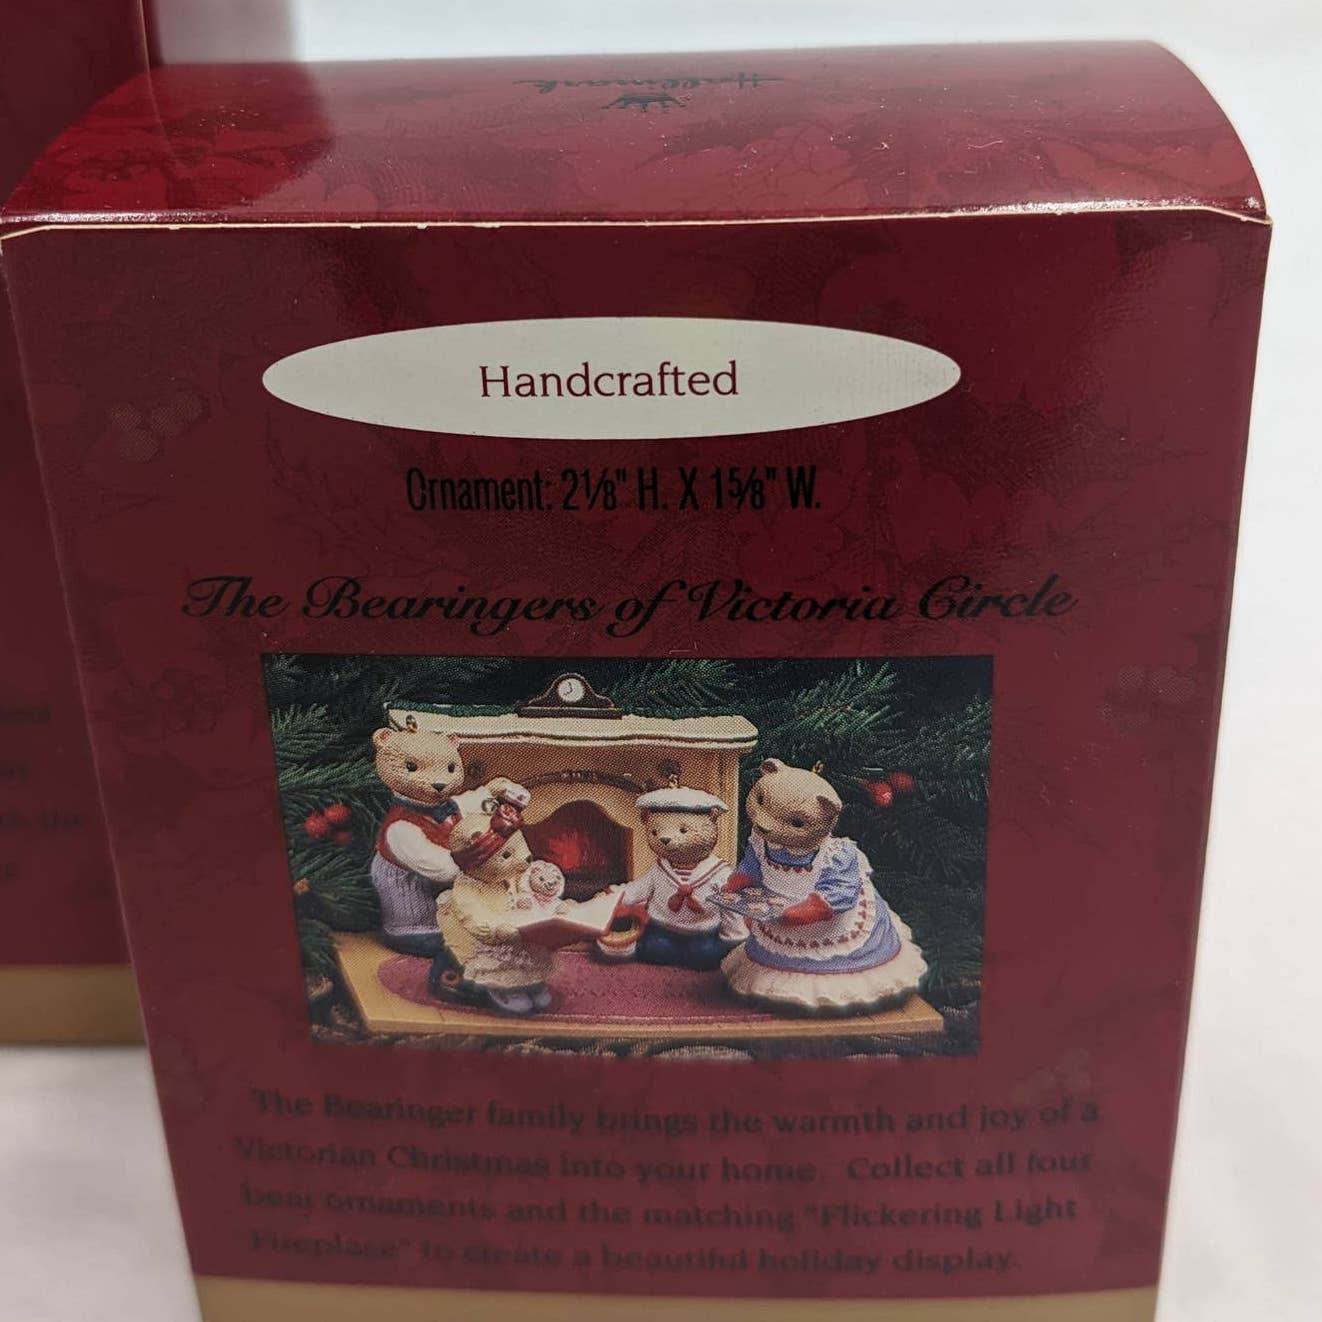 Hallmark
Handcrafted
Ornament: 2⅛" H. X 1⅝" W.
The Bearingers of Victoria Circle
The Bearinger family brings the warmth and joy of a
Victorian Christmas into your home. Collect all four
bear ornaments and the matching "Flickering Light
Fireplace" to create a beautiful holiday display.